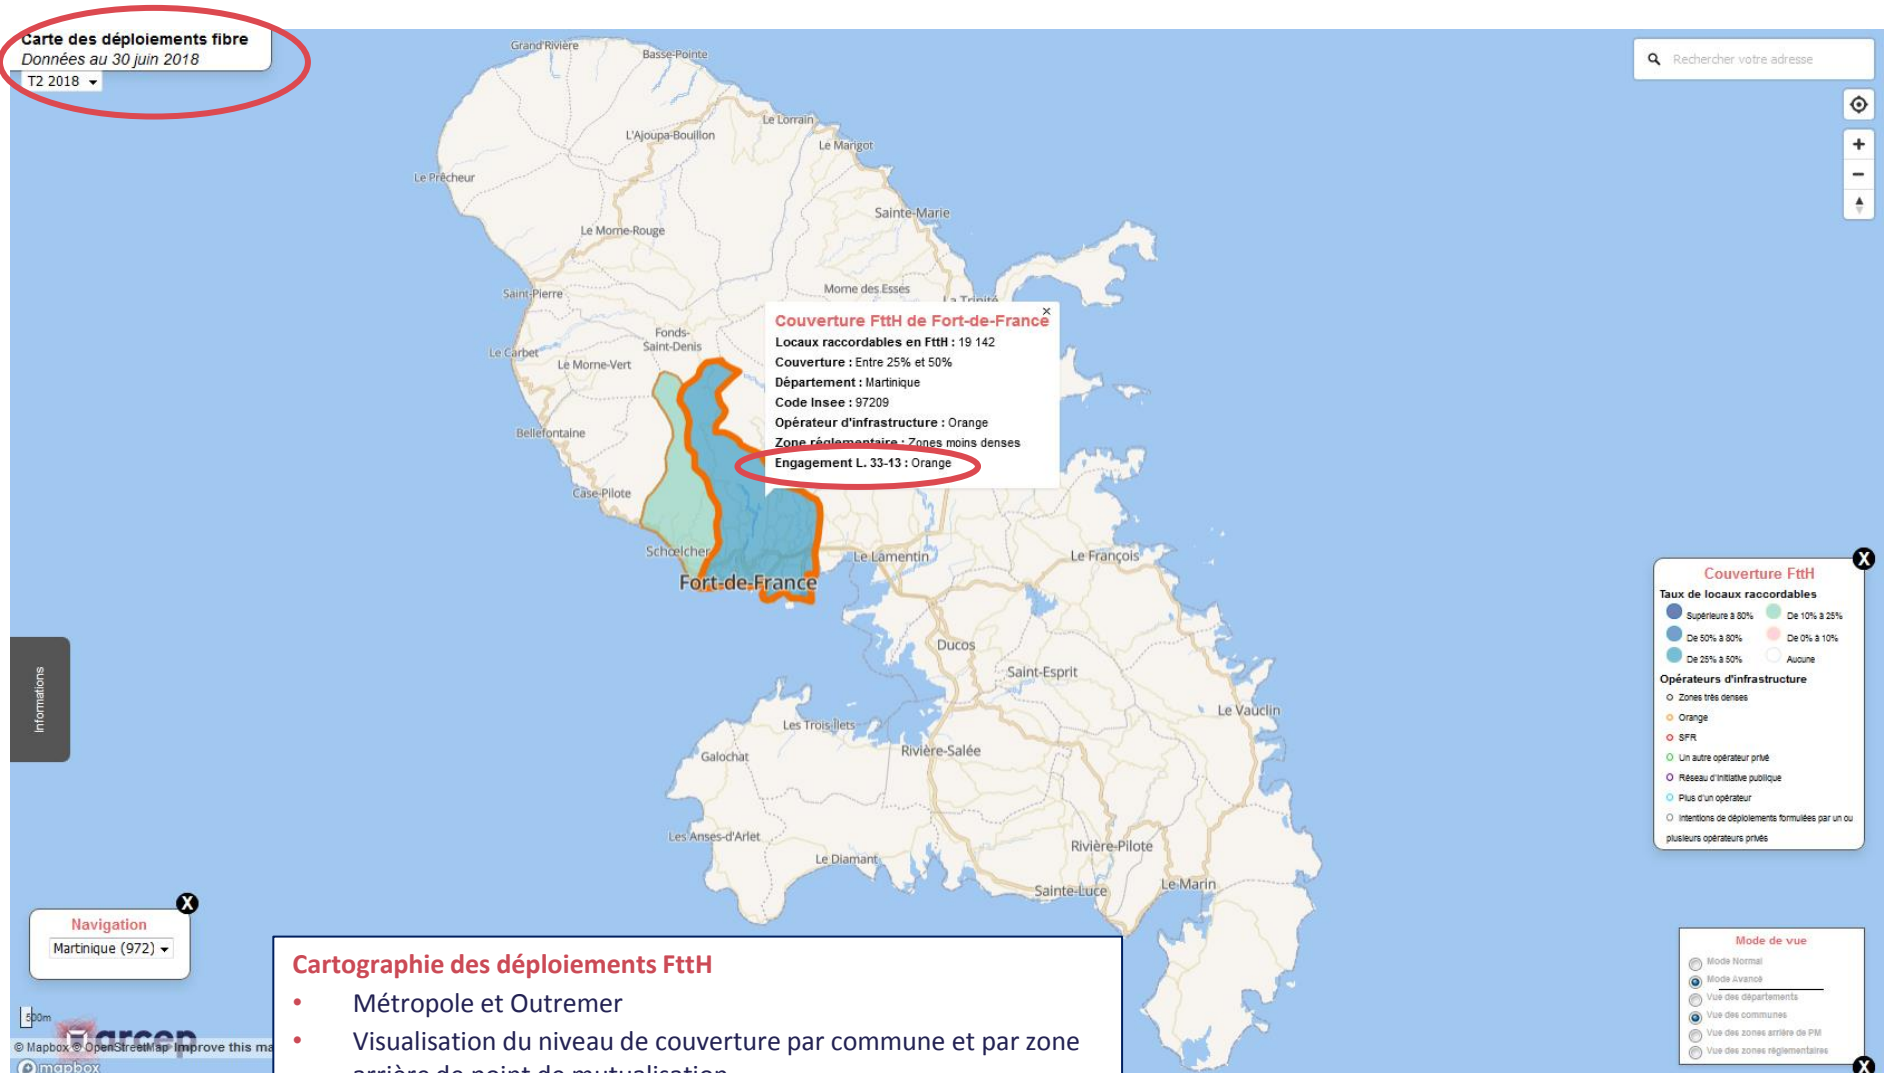 Carte des déploiements fibre
Données au 30 juin 2018
T2 2018
Rechercher votre adresse
Grand'Rivière
Basse-Pointe
Le Lorrain
L'Ajoupa-Bouillon
Le Marigot
Le Prêcheur
Sainte-Marie
Le Morne-Rouge
Morne des Esses
Saint-Pierre
La Trinité
Fonds-
Saint-Denis
Le Carbet
Le Morne-Vert
Bellefontaine
Case-Pilote
Schœlcher
Fort-de-France
Le Lamentin
Le François
Ducos
Saint-Esprit
Le Vauclin
Les Trois-Îlets
Rivière-Salée
Galochat
Les Anses-d'Arlet
Le Diamant
Rivière-Pilote
Sainte-Luce
Le Marin
Couverture FttH de Fort-de-France
×
Locaux raccordables en FttH : 19 142
Couverture : Entre 25% et 50%
Département : Martinique
Code Insee : 97209
Opérateur d'infrastructure : Orange
Zone réglementaire : Zones moins denses
Engagement L. 33-13 : Orange
Informations
X
Couverture FttH
Taux de locaux raccordables
Supérieure à 80%
De 10% à 25%
De 50% à 80%
De 0% à 10%
De 25% à 50%
Aucune
Opérateurs d'infrastructure
Zones très denses
Orange
SFR
Un autre opérateur privé
Réseau d'initiative publique
Plus d'un opérateur
Intentions de déploiements formulées par un ou
plusieurs opérateurs privés
X
Navigation
Martinique (972)
Mode de vue
Mode Normal
Mode Avancé
Vue des départements
Vue des communes
Vue des zones arrière de PM
Vue des zones réglementaires
X
500m
arcep
© Mapbox © OpenStreetMap Improve this ma
mapbox
Cartographie des déploiements FttH
• Métropole et Outremer
• Visualisation du niveau de couverture par commune et par zone
arrière de point de mutualisation